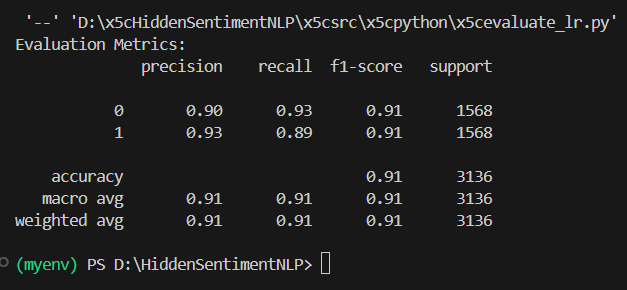 '--' 'D:\x5cHiddenSentimentNLP\x5csrc\x5cpython\x5cevaluate_lr.py'
Evaluation Metrics:
precision recall f1-score support
0 0.90 0.93 0.91 1568
1 0.93 0.89 0.91 1568
accuracy 0.91 3136
macro avg 0.91 0.91 0.91 3136
weighted avg 0.91 0.91 0.91 3136
(myenv) PS D:\HiddenSentimentNLP>